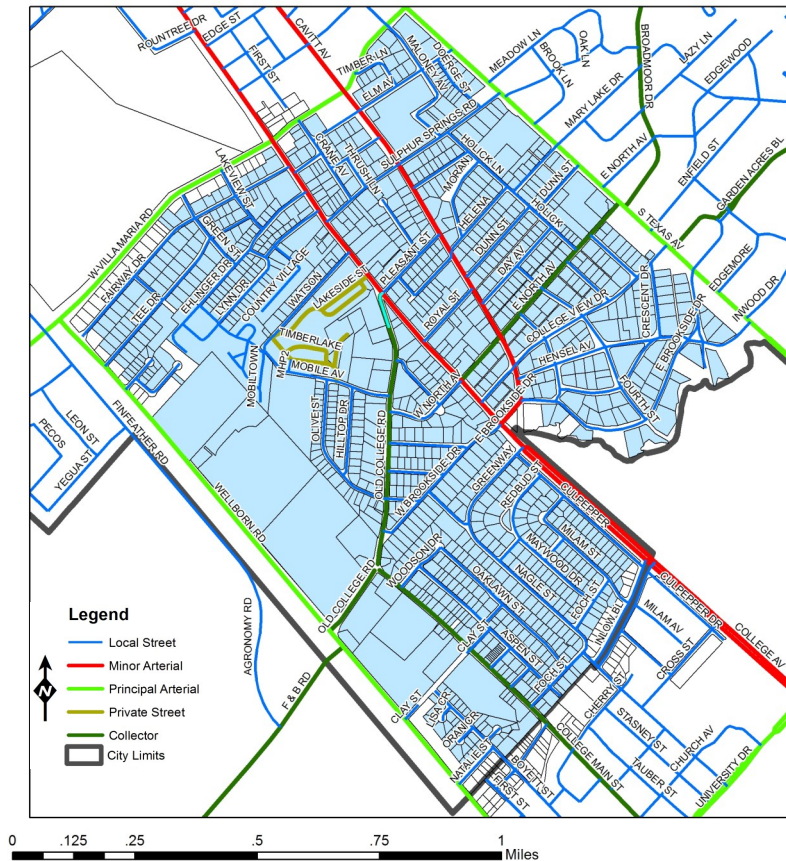 ROUNTREE DR
EDGE ST
FIRST ST
CAVITT AV
TIMBER LN
MALONEY AV
DOERGE ST
ELM AV
MEADOW LN
BROOK LN
OAK LN
BROADMOOR DR
LAZY LN
EDGEWOOD
MARY LAKE DR
SULPHUR SPRINGS RD
CRANE AV
THRUSH LN
HOLICK LN
MORAN
DUNN ST
E NORTH AV
ENFIELD ST
GARDEN ACRES BL
LAKEVIEW ST
W-VILLA MARIA RD
GREEN ST
FAIRWAY DR
TEE DR
EHLINGER DR
LYNN DR
COUNTRY VILLAGE
WATSON
LAKESIDE S
PLEASANT ST
HELENA
DUNN ST
HOLICK
DAY AV
ROYAL ST
E NORTH AV
S TEXAS AV
EDGEMORE
INWOOD DR
CRESCENT DR
E BROOKSIDE DR
COLLEGE VIEW DR
HENSEL AV
FOURTH ST
TIMBERLAKE
MHP2
MOBILE AV
MOBILTOWN
OLIVE ST
HILLTOP DR
W NORTH AV
E BROOKSIDE DR
OLD COLLEGE RD
W BROOKSIDE DR
GREENWAY
REDBUD ST
CULPEPPER
MILAM ST
MAYWOOD DR
NAGLE ST
FOCH ST
INLOW BL
PECOS
LEON ST
YEGUA ST
FINFEATHER RD
WELLBORN RD
OLD COLLEGE RD
WOODSON DR
OAKLAWN ST
CLAY ST
ASPEN ST
FOCH ST
CULPEPPER DR
MILAM AV
CROSS ST
COLLEGE AV
CHERRY ST
STASNEY ST
CHURCH AV
TAUBER ST
UNIVERSITY DR
COLLEGE MAIN ST
AGRONOMY RD
F & B RD
CLAY ST
LISA CR
ORAN CR
NATALIE ST
BOYETT ST
FIRST ST
Legend
Local Street
Minor Arterial
Principal Arterial
Private Street
Collector
City Limits
N
0 .125 .25 .5 .75 1
Miles